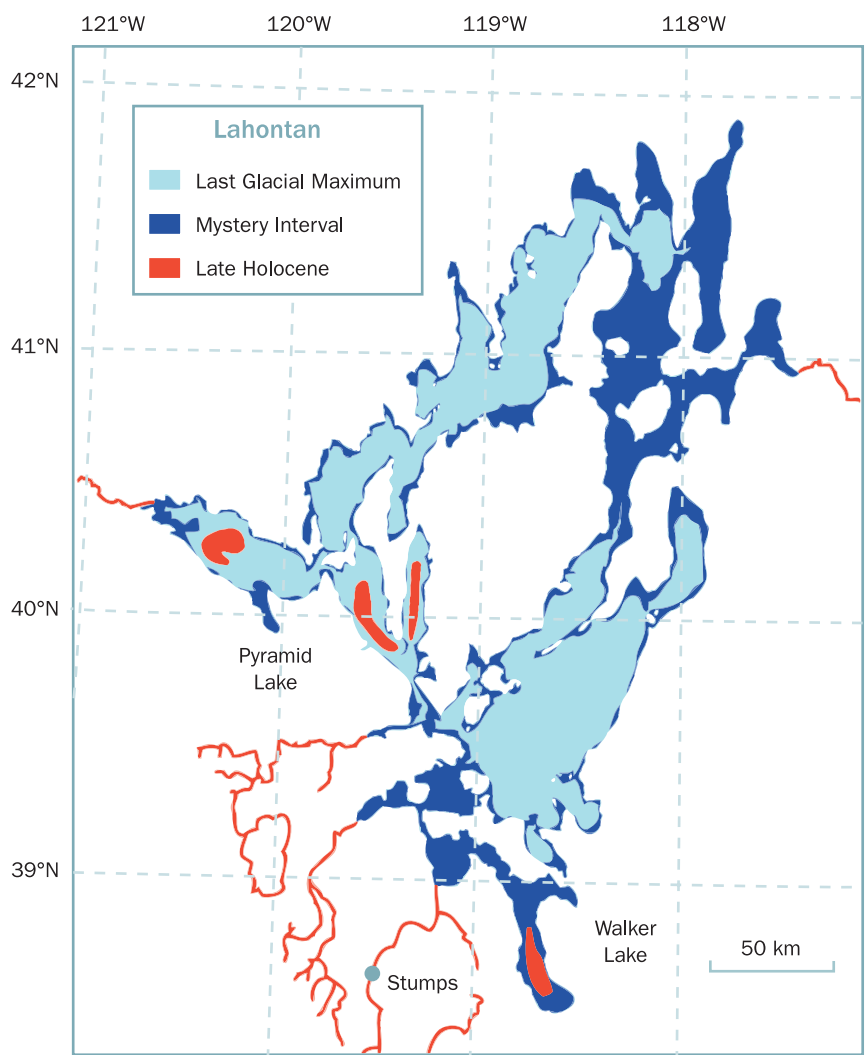 121°W 120°W 119°W 118°W
42°N
Lahontan
Last Glacial Maximum
Mystery Interval
Late Holocene
41°N
40°N
Pyramid
Lake
39°N
Walker
Lake
50 km
Stumps